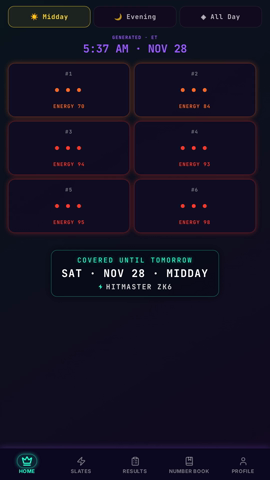 Midday
Evening
All Day
GENERATED · ET
5:37 AM · NOV 28
#1
#2
ENERGY 70
ENERGY 84
#3
#4
ENERGY 94
ENERGY 93
#5
#6
ENERGY 95
ENERGY 98
COVERED UNTIL TOMORROW
SAT · NOV 28 · MIDDAY
HITMASTER ZK6
HOME
SLATES
RESULTS
NUMBER BOOK
PROFILE